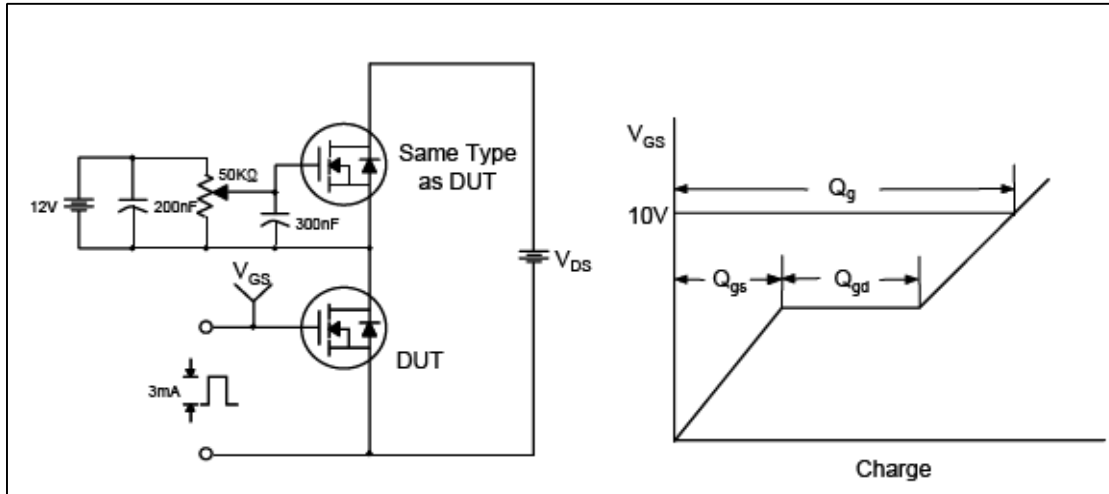 12V
200nF
50KΩ
300nF
Same Type
as DUT
V_DS
V_GS
DUT
3mA
V_GS
10V
Q_g
Q_gs
Q_gd
Charge